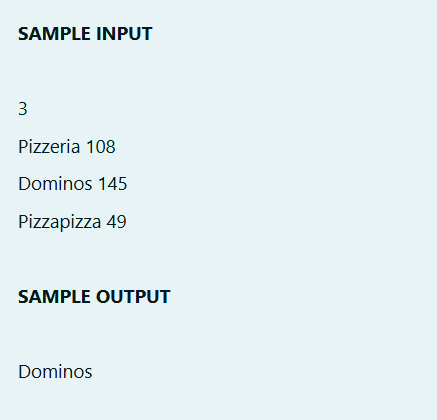 SAMPLE INPUT
3
Pizzeria 108
Dominos 145
Pizzapizza 49
SAMPLE OUTPUT
Dominos